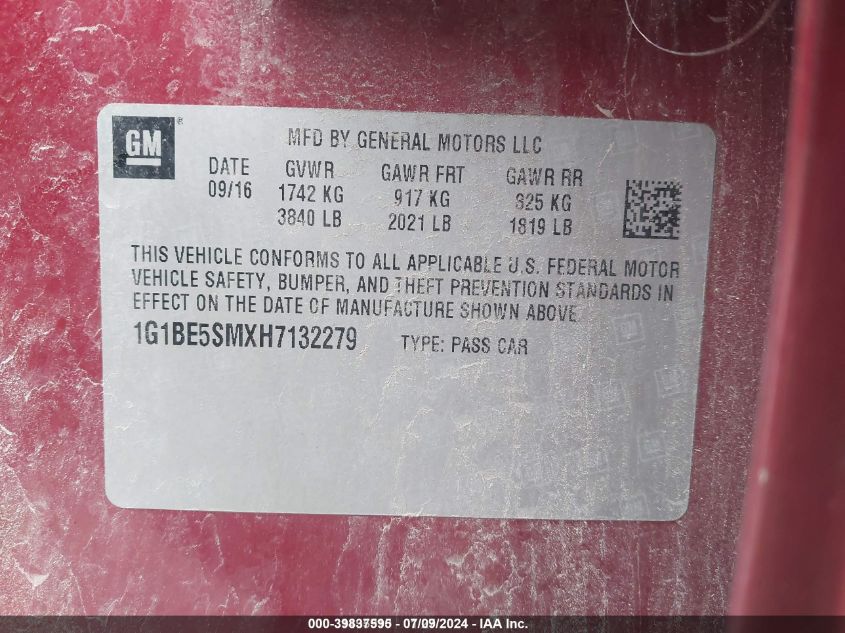 GM ®
MFD BY GENERAL MOTORS LLC
DATE GVWR GAWR FRT GAWR RR
09/16 1742 KG 917 KG 825 KG
3840 LB 2021 LB 1819 LB
THIS VEHICLE CONFORMS TO ALL APPLICABLE U.S. FEDERAL MOTOR
VEHICLE SAFETY, BUMPER, AND THEFT PREVENTION STANDARDS IN
EFFECT ON THE DATE OF MANUFACTURE SHOWN ABOVE
1G1BE5SMXH7132279 TYPE: PASS CAR
000-39837596 / 07/09/2024 - IAA Inc.